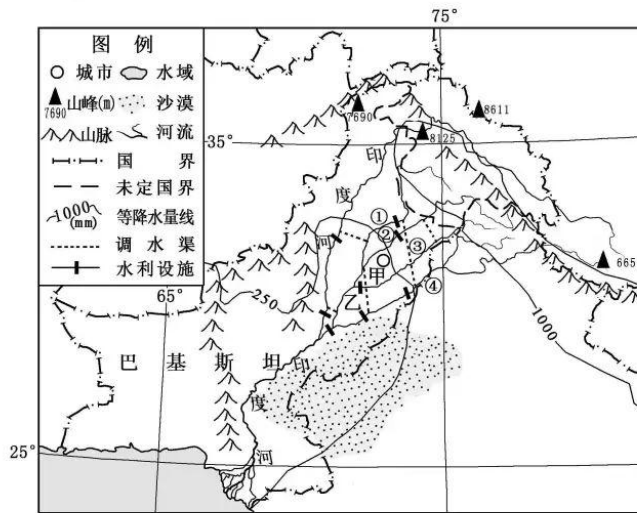 75°
图 例
城市 水域
7690 山峰(m) 沙漠
山脉 河流
国 界
未定国界
1000 (mm) 等降水量线
调水渠
水利设施
7690
8611
8125
35°
印
度
河
①
②
③
甲
④
665
250
65°
1000
巴 基 斯 坦
印
度
河
25°